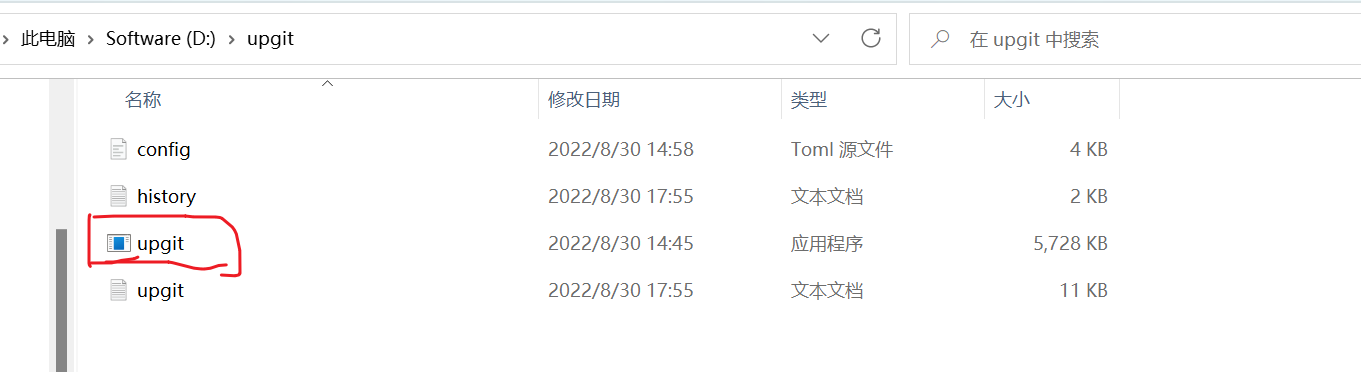 此电脑 Software (D:) upgit 在 upgit 中搜索
名称 修改日期 类型 大小
config 2022/8/30 14:58 Toml 源文件 4 KB
history 2022/8/30 17:55 文本文档 2 KB
upgit 2022/8/30 14:45 应用程序 5,728 KB
upgit 2022/8/30 17:55 文本文档 11 KB